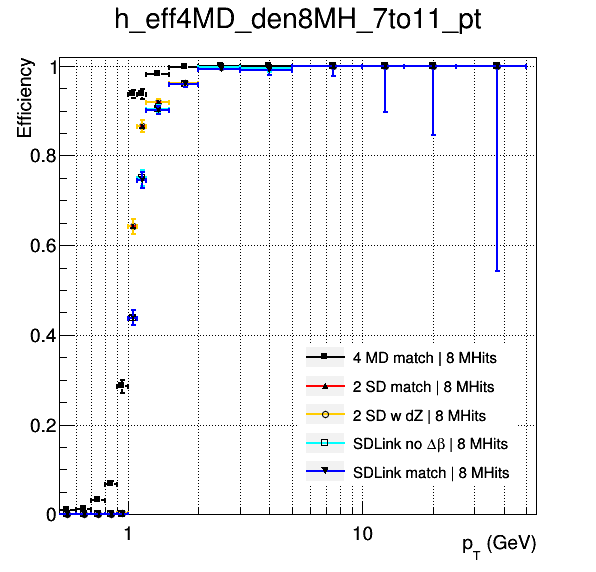 h_eff4MD_den8MH_7to11_pt
Efficiency
1
0.8
0.6
0.4
0.2
0
4 MD match | 8 MHits
2 SD match | 8 MHits
2 SD w dZ | 8 MHits
SDLink no Δβ | 8 MHits
SDLink match | 8 MHits
1 10
p_T (GeV)